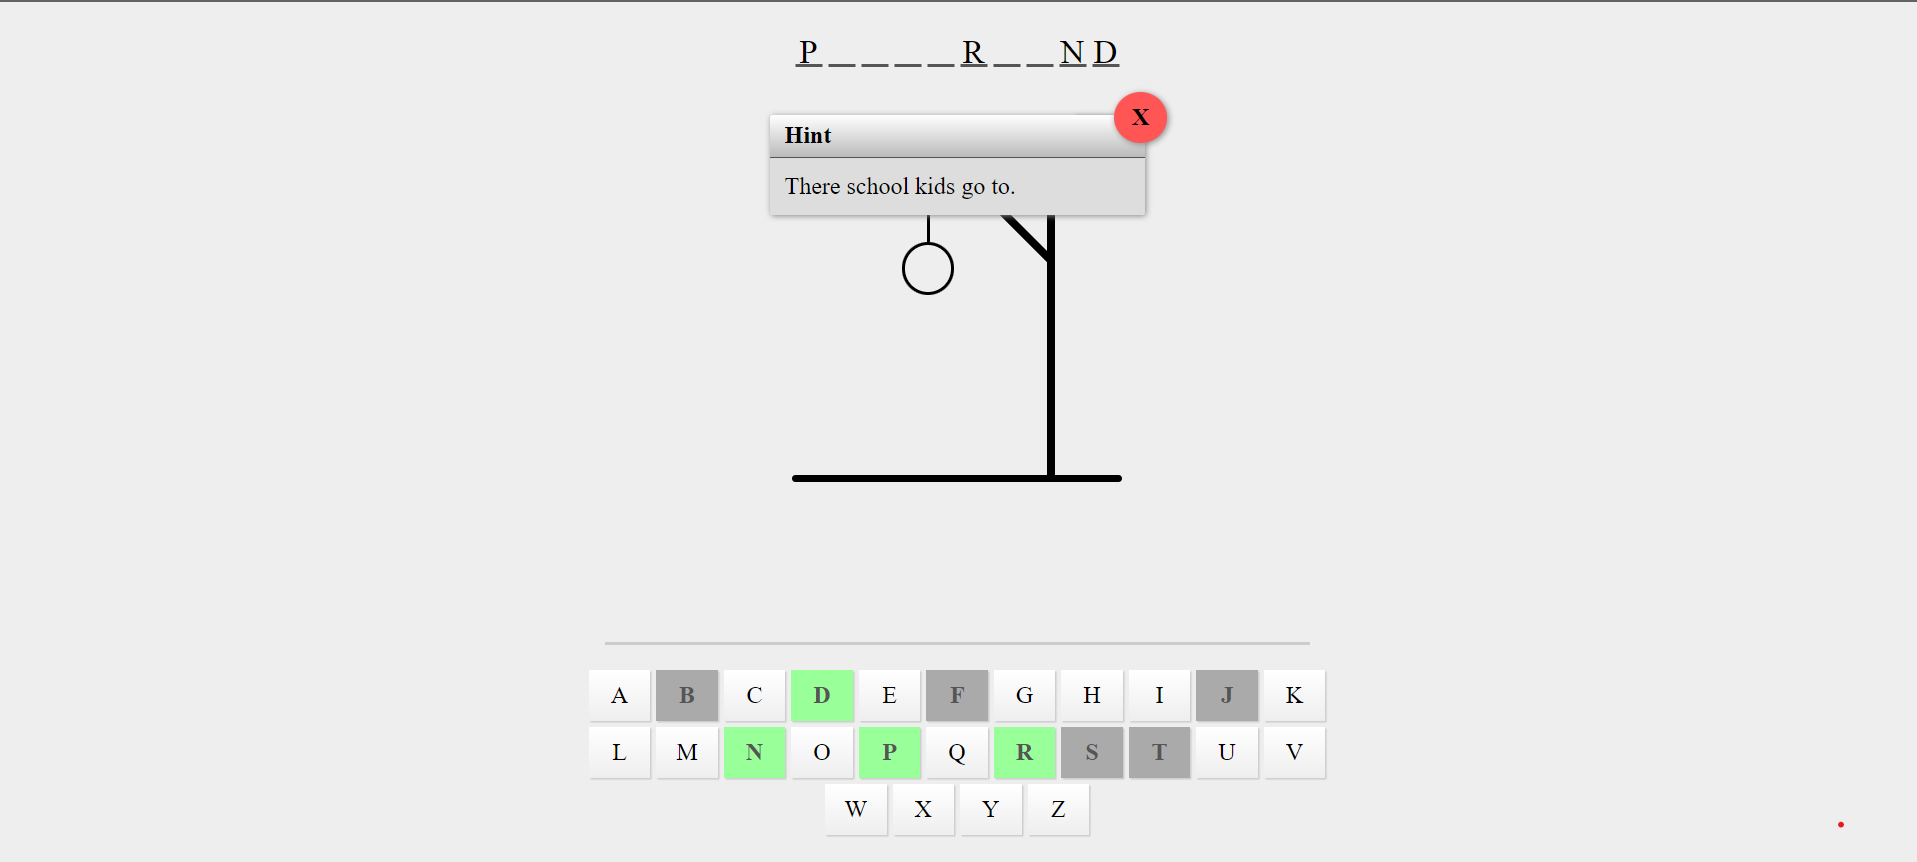 P _ _ _ _ R _ _ N D
X
Hint
There school kids go to.
A B C D E F G H I J K
L M N O P Q R S T U V
W X Y Z